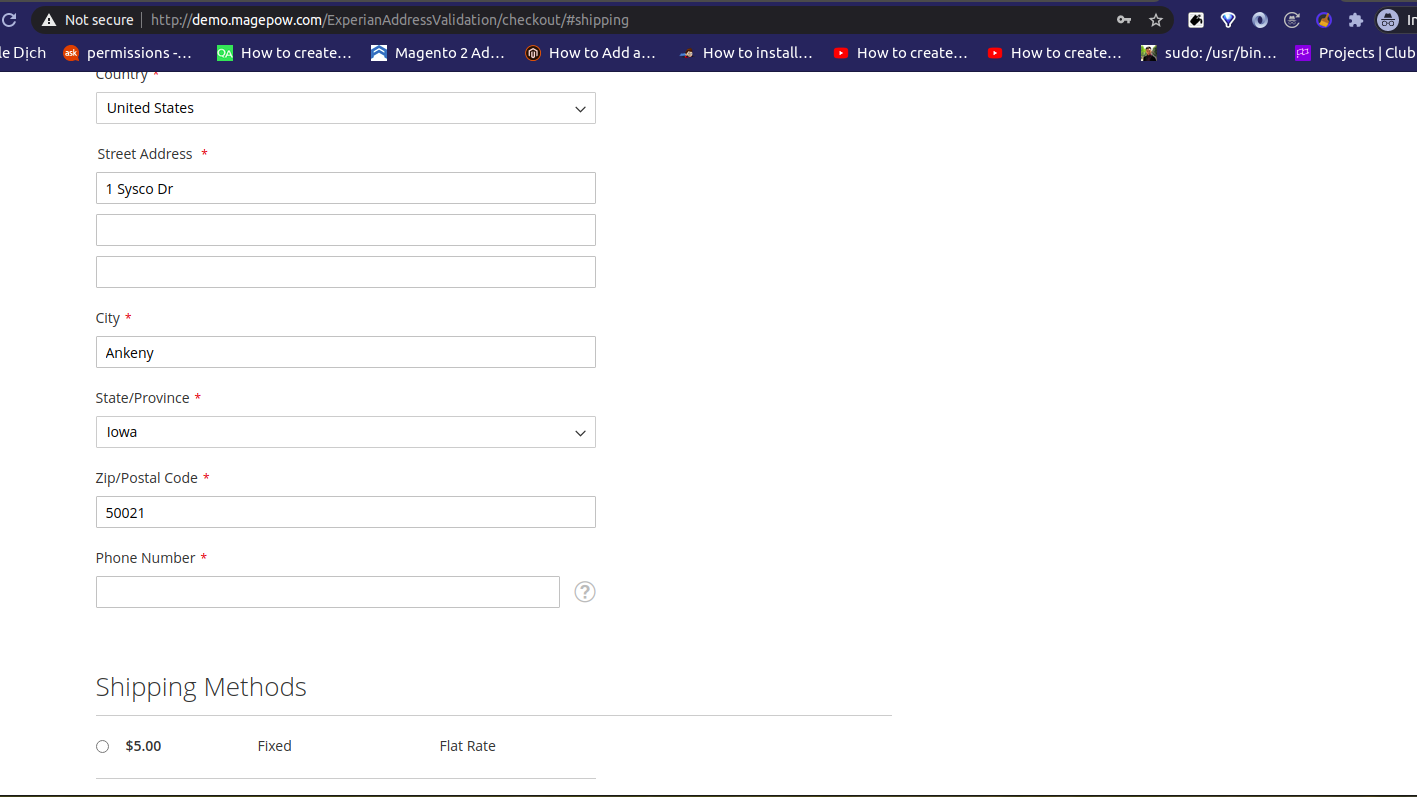 Not secure http://demo.magepow.com/ExperianAddressValidation/checkout/#shipping In
le Dịch ask permissions -... QA How to create... Magento 2 Ad... How to Add a... How to install... How to create... How to create... sudo: /usr/bin... Projects | Club
Country *
United States
Street Address *
1 Sysco Dr
City *
Ankeny
State/Province *
Iowa
Zip/Postal Code *
50021
Phone Number *
?
Shipping Methods
$5.00 Fixed Flat Rate